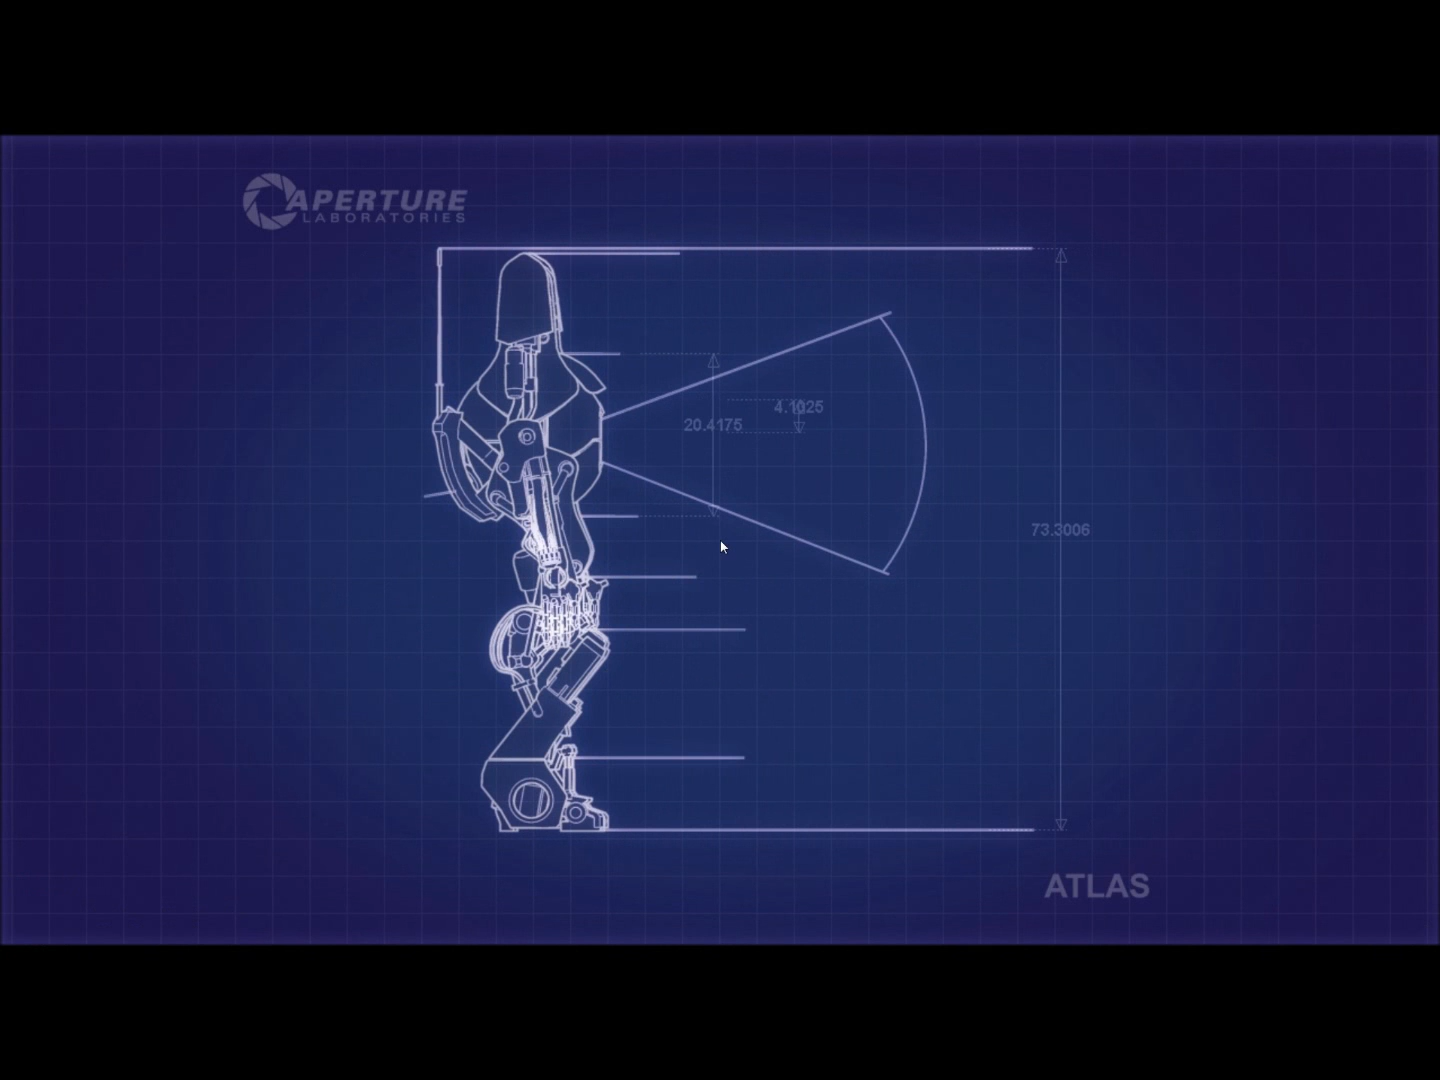 APERTURE
LABORATORIES
4.1025
20.4175
73.3006
ATLAS